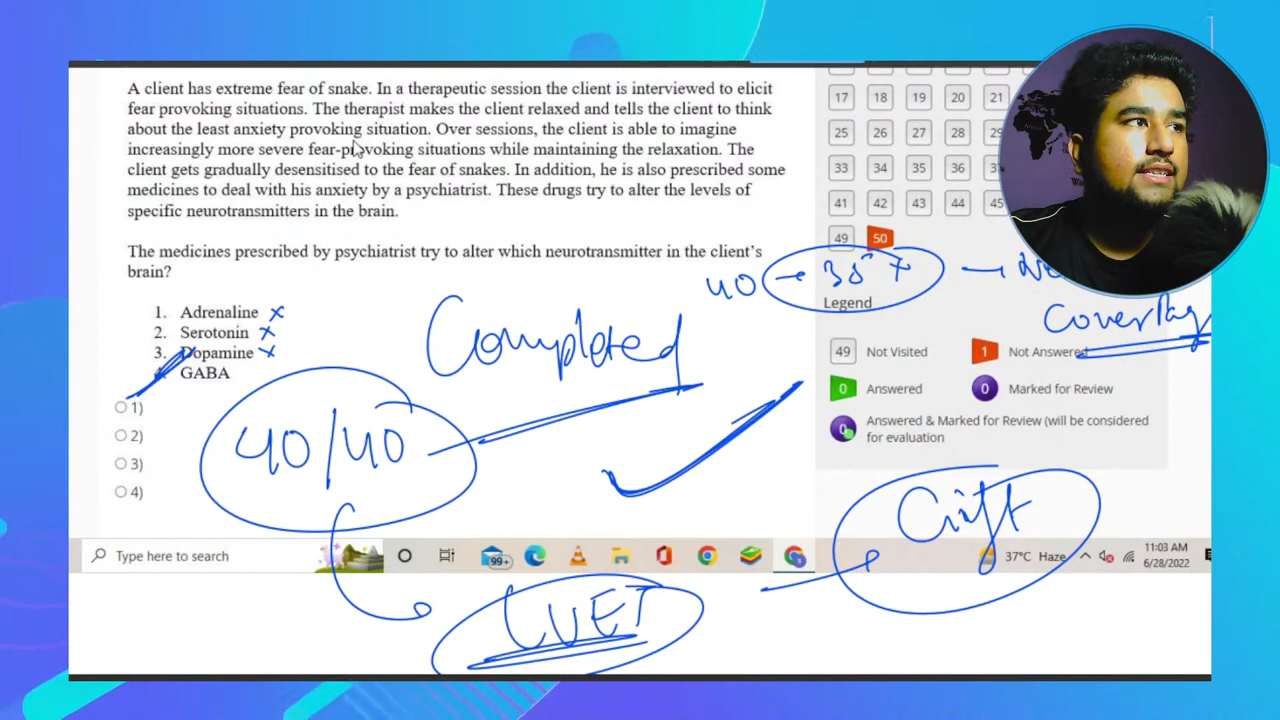 A client has extreme fear of snake. In a therapeutic session the client is interviewed to elicit
fear provoking situations. The therapist makes the client relaxed and tells the client to think
about the least anxiety provoking situation. Over sessions, the client is able to imagine
increasingly more severe fear-provoking situations while maintaining the relaxation. The
client gets gradually desensitised to the fear of snakes. In addition, he is also prescribed some
medicines to deal with his anxiety by a psychiatrist. These drugs try to alter the levels of
specific neurotransmitters in the brain.
The medicines prescribed by psychiatrist try to alter which neurotransmitter in the client's
brain?
1. Adrenaline
2. Serotonin
3. Dopamine
4. GABA
1)
2)
3)
4)
Completed
40/40
CUET
Gift
17 18 19 20 21
25 26 27 28 29
33 34 35 36
41 42 43 44 45
49 50
40 → 35
Legend
49 Not Visited 1 Not Answered
0 Answered 0 Marked for Review
0 Answered & Marked for Review (will be considered
for evaluation
Type here to search
99+
37°C Haze
11:03 AM
6/28/2022